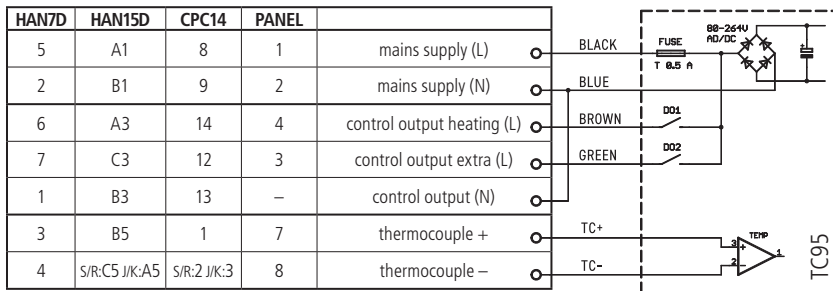 HAN7D HAN15D CPC14 PANEL
5 A1 8 1 mains supply (L) BLACK
2 B1 9 2 mains supply (N) BLUE
6 A3 14 4 control output heating (L) BROWN
7 C3 12 3 control output extra (L) GREEN
1 B3 13 – control output (N)
3 B5 1 7 thermocouple + TC+
4 S/R:C5 J/K:A5 S/R:2 J/K:3 8 thermocouple – TC-
FUSE
T 0.5 A
80-264V
AD/DC
+
DO1
DO2
TEMP
3 +
2 –
1
TC95